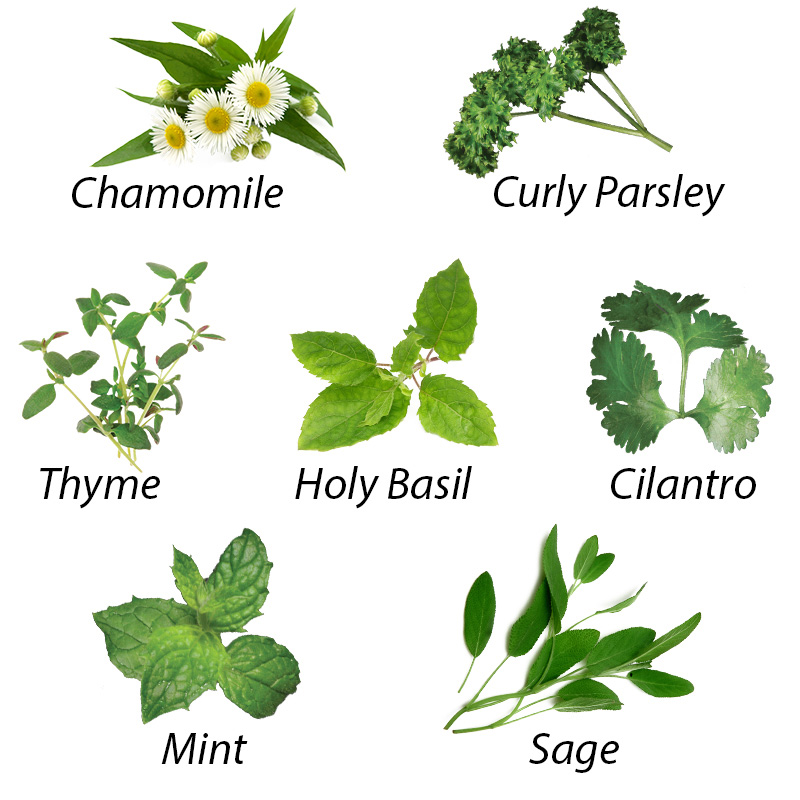 Chamomile
Curly Parsley
Thyme
Holy Basil
Cilantro
Mint
Sage